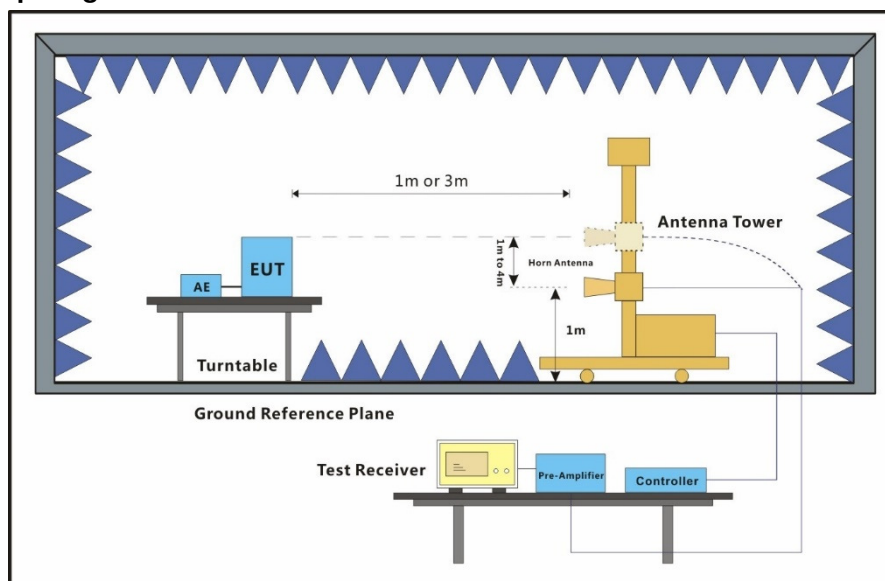 1m or 3m
Antenna Tower
1m to 4m
Horn Antenna
EUT
AE
1m
Turntable
Ground Reference Plane
Test Receiver
Pre-Amplifier
Controller